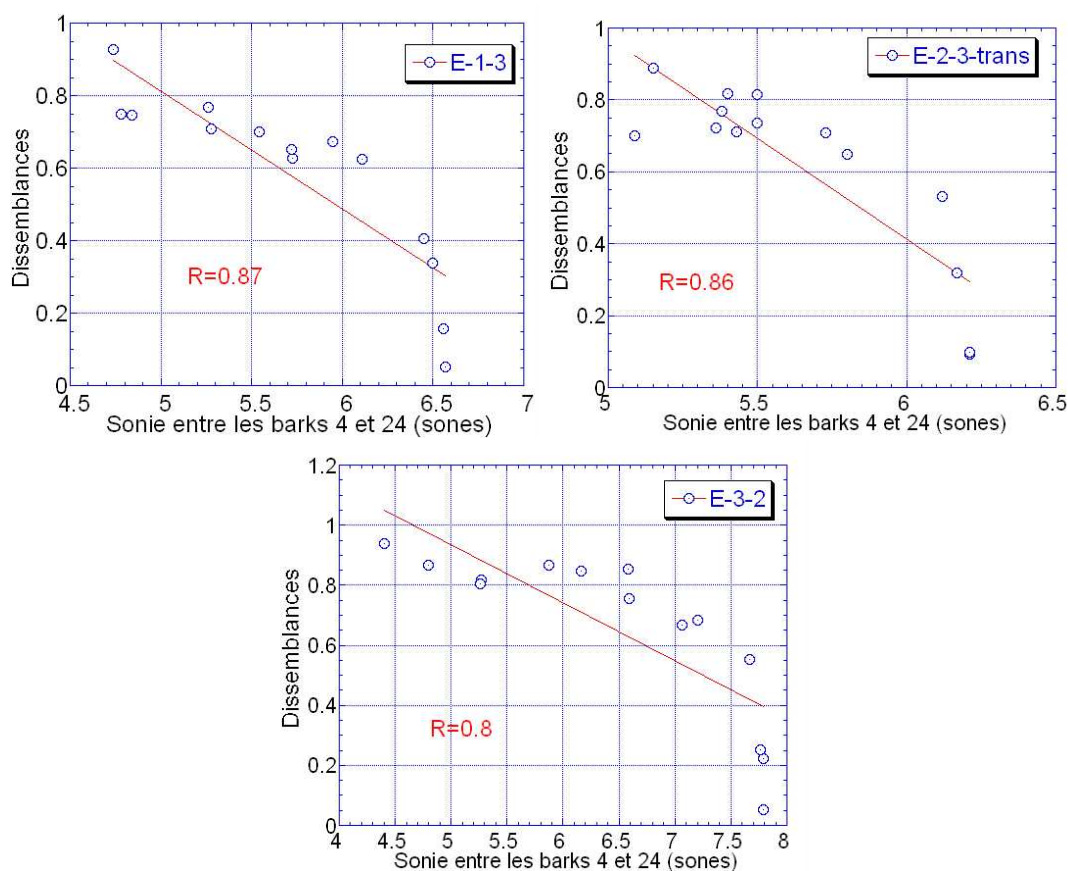 1
0.8
0.6
0.4
0.2
0
Dissemblances
E-1-3
R=0.87
4.5 5 5.5 6 6.5 7
Sonie entre les barks 4 et 24 (sones)
1
0.8
0.6
0.4
0.2
0
Dissemblances
E-2-3-trans
R=0.86
5 5.5 6 6.5
Sonie entre les barks 4 et 24 (sones)
1.2
1
0.8
0.6
0.4
0.2
0
Dissemblances
E-3-2
R=0.8
4 4.5 5 5.5 6 6.5 7 7.5 8
Sonie entre les barks 4 et 24 (sones)